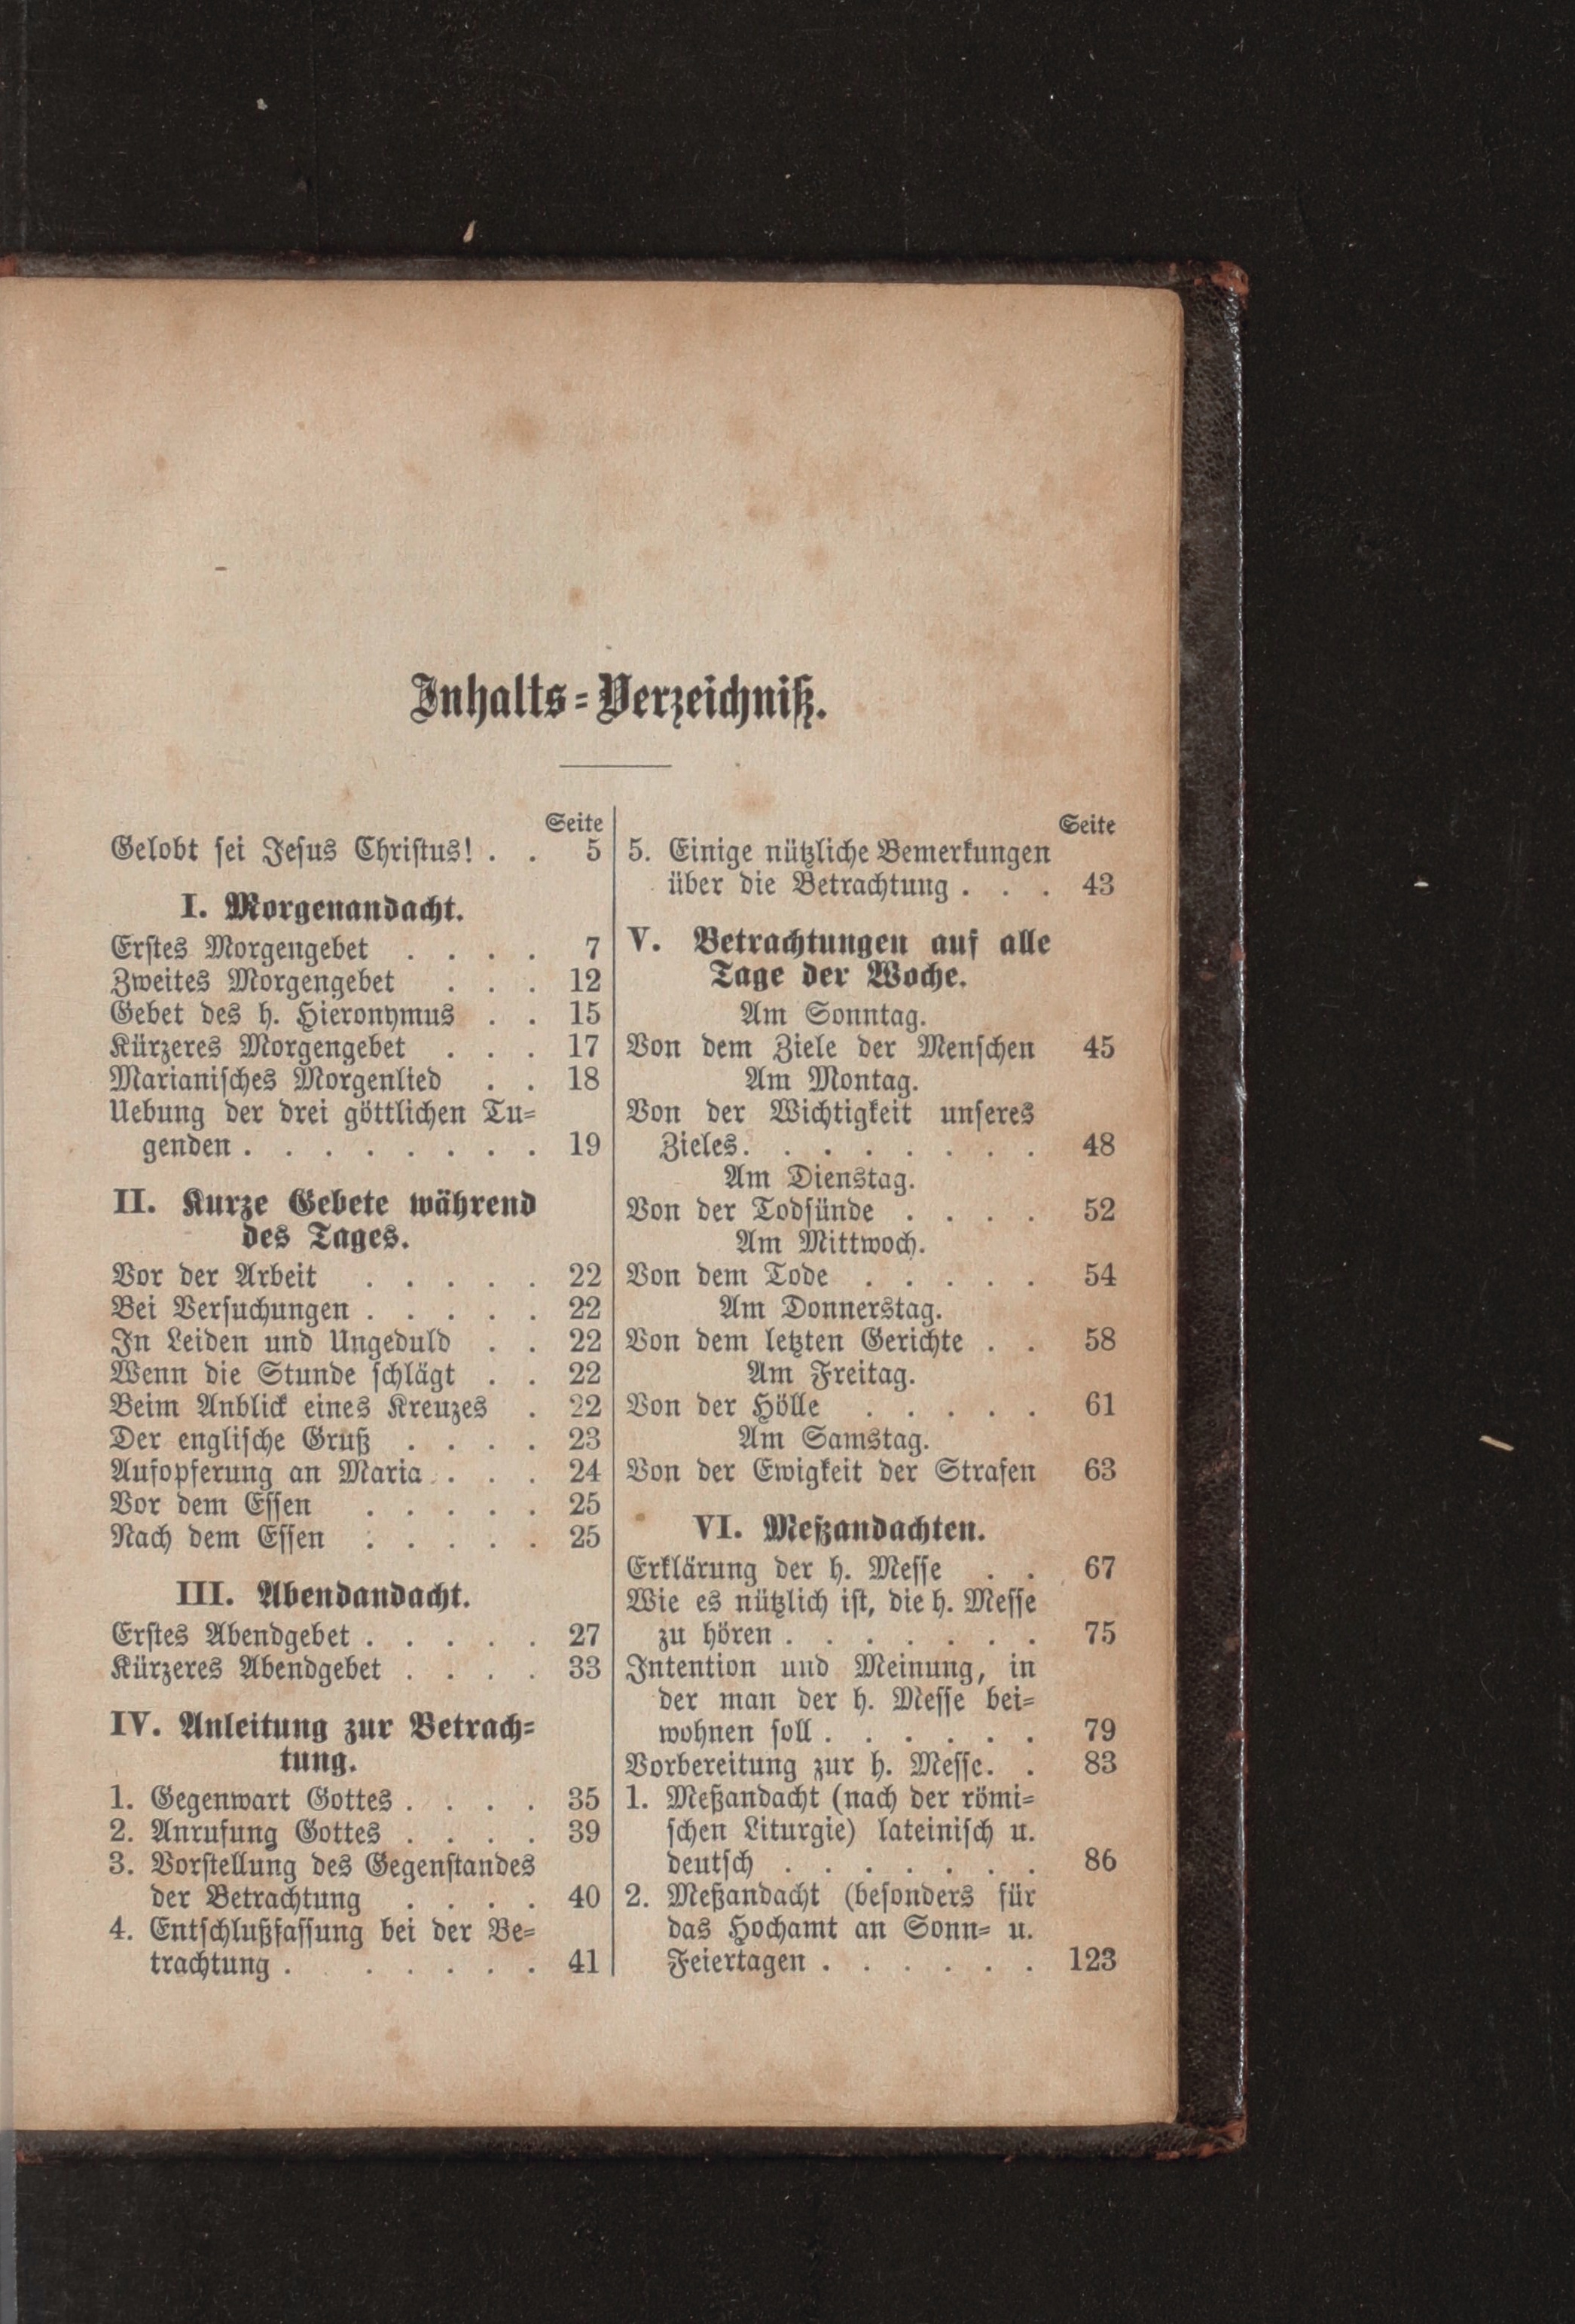 Inhalts-Verzeichniß.
Seite
Gelobt sei Jesus Christus! . . 5
I. Morgenandacht.
Erstes Morgengebet . . . . 7
Zweites Morgengebet . . . 12
Gebet des h. Hieronymus . . 15
Kürzeres Morgengebet . . . 17
Marianisches Morgenlied . . 18
Uebung der drei göttlichen Tu-
genden . . . . . . . . 19
II. Kurze Gebete während
des Tages.
Vor der Arbeit . . . . . 22
Bei Versuchungen . . . . . 22
In Leiden und Ungeduld . . 22
Wenn die Stunde schlägt . . 22
Beim Anblick eines Kreuzes . 22
Der englische Gruß . . . . 23
Aufopferung an Maria . . . 24
Vor dem Essen . . . . . 25
Nach dem Essen . . . . . 25
III. Abendandacht.
Erstes Abendgebet . . . . . 27
Kürzeres Abendgebet . . . . 33
IV. Anleitung zur Betrach-
tung.
1. Gegenwart Gottes . . . . 35
2. Anrufung Gottes . . . . 39
3. Vorstellung des Gegenstandes
der Betrachtung . . . . 40
4. Entschlußfassung bei der Be-
trachtung . . . . . . 41
Seite
5. Einige nützliche Bemerkungen
über die Betrachtung . . . 43
V. Betrachtungen auf alle
Tage der Woche.
Am Sonntag.
Von dem Ziele der Menschen 45
Am Montag.
Von der Wichtigkeit unseres
Zieles. . . . . . . . 48
Am Dienstag.
Von der Todsünde . . . . 52
Am Mittwoch.
Von dem Tode . . . . . 54
Am Donnerstag.
Von dem letzten Gerichte . . 58
Am Freitag.
Von der Hölle . . . . . 61
Am Samstag.
Von der Ewigkeit der Strafen 63
VI. Meßandachten.
Erklärung der h. Messe . . 67
Wie es nützlich ist, die h. Messe
zu hören . . . . . . . 75
Intention und Meinung, in
der man der h. Messe bei-
wohnen soll . . . . . . 79
Vorbereitung zur h. Messe. . 83
1. Meßandacht (nach der römi-
schen Liturgie) lateinisch u.
deutsch . . . . . . . 86
2. Meßandacht (besonders für
das Hochamt an Sonn- u.
Feiertagen . . . . . . 123